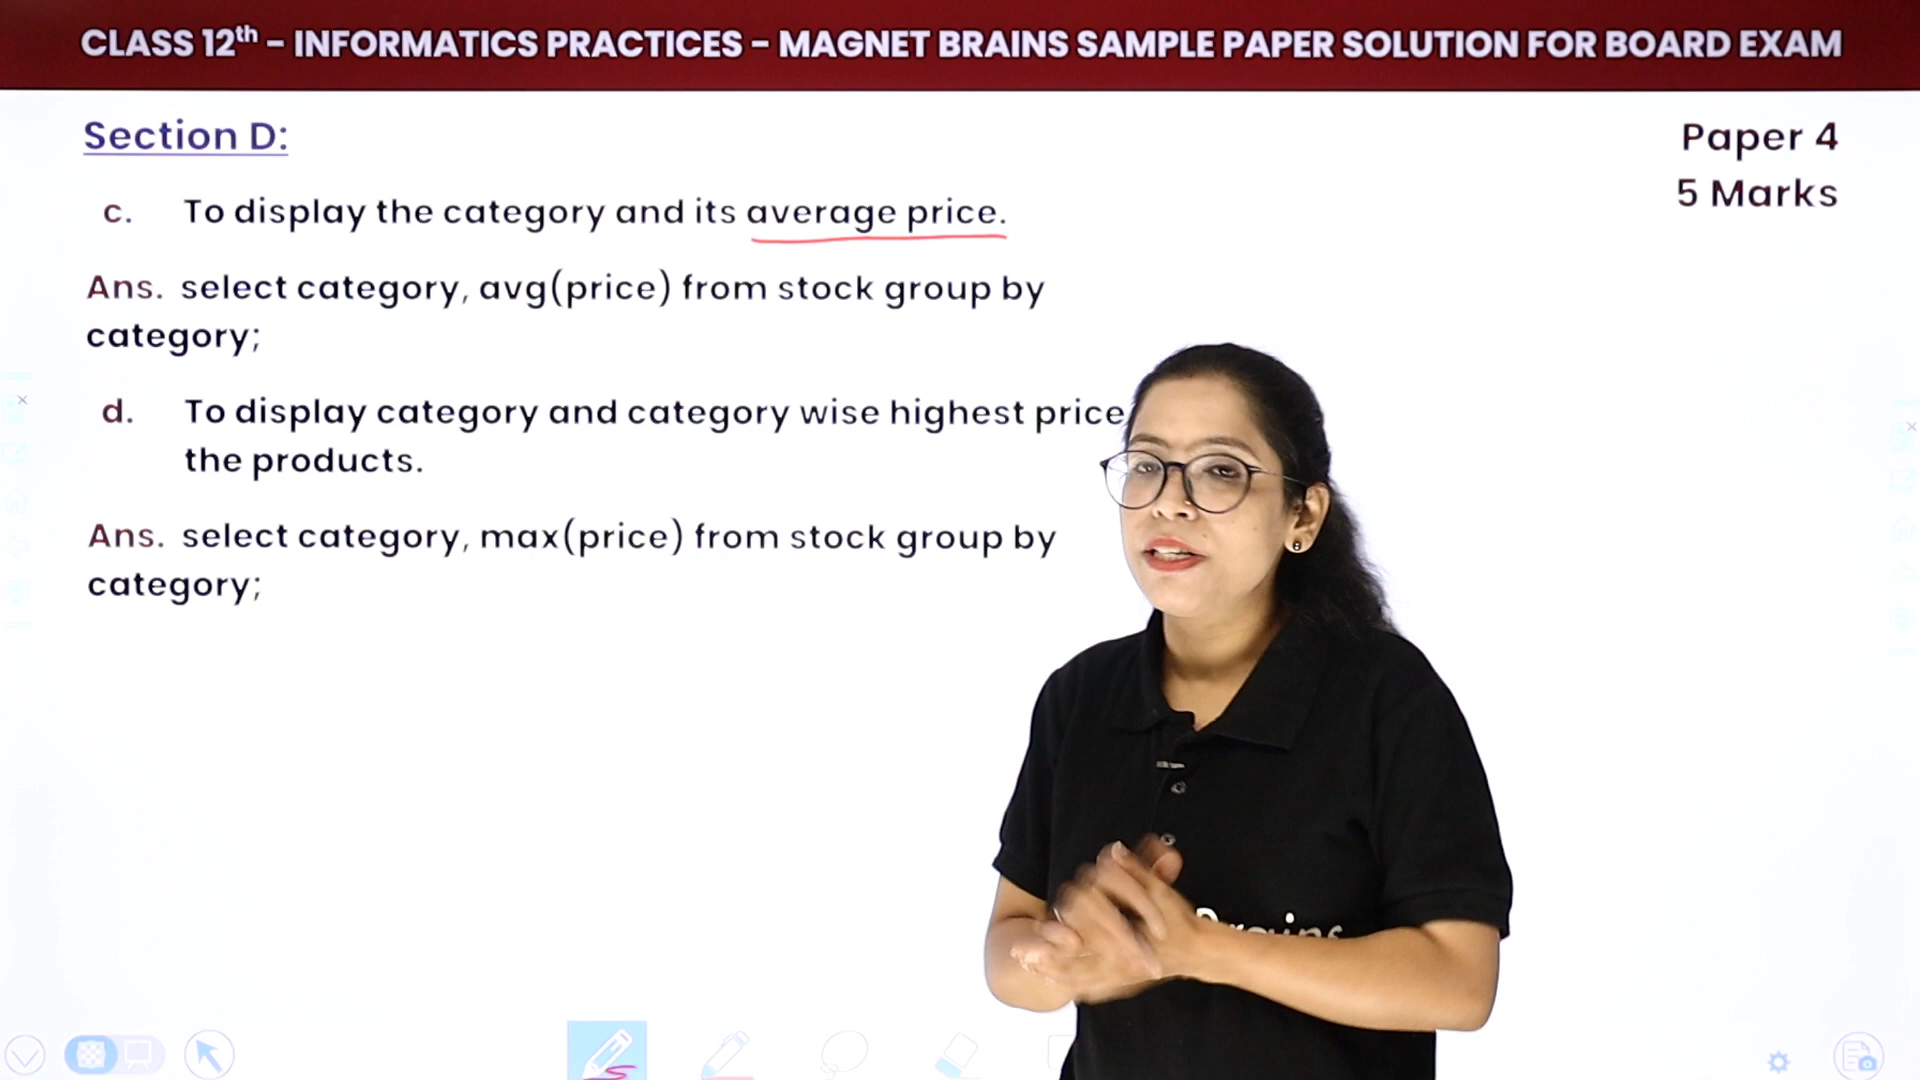 CLASS 12th – INFORMATICS PRACTICES – MAGNET BRAINS SAMPLE PAPER SOLUTION FOR BOARD EXAM
Section D:
Paper 4
5 Marks
c. To display the category and its average price.
Ans. select category, avg(price) from stock group by
category;
d. To display category and category wise highest price
the products.
Ans. select category, max(price) from stock group by
category;